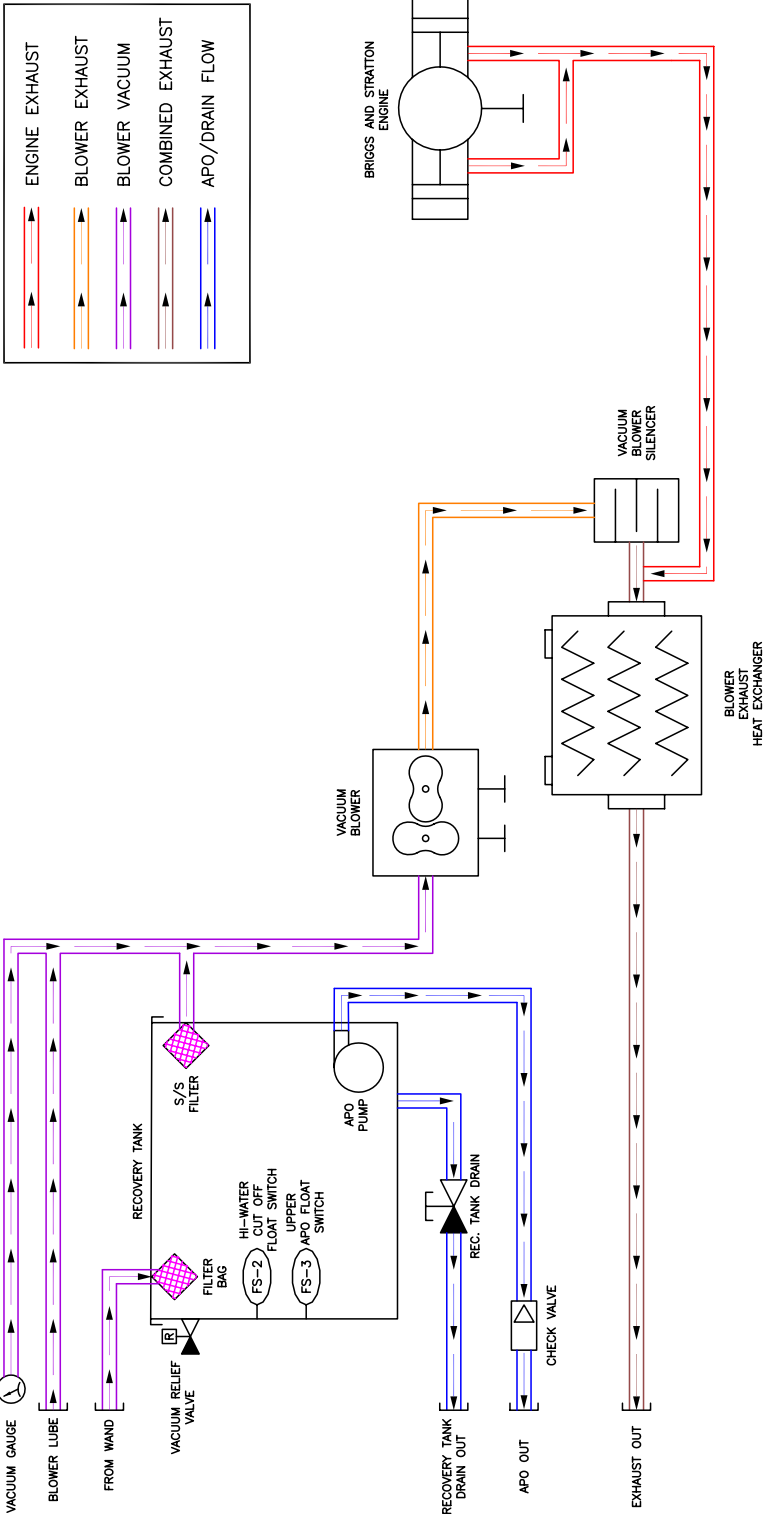 ENGINE EXHAUST
BLOWER EXHAUST
BLOWER VACUUM
COMBINED EXHAUST
APO/DRAIN FLOW
BRIGGS AND STRATTON
ENGINE
VACUUM
BLOWER
SILENCER
BLOWER
EXHAUST
HEAT EXCHANGER
VACUUM
BLOWER
RECOVERY TANK
S/S
FILTER
APO
PUMP
HI-WATER
CUT OFF
FLOAT SWITCH
FS-2
UPPER
APO FLOAT
SWITCH
FS-3
FILTER
BAG
R
VACUUM RELIEF
VALVE
REC. TANK DRAIN
CHECK VALVE
VACUUM GAUGE
BLOWER LUBE
FROM WAND
RECOVERY TANK
DRAIN OUT
APO OUT
EXHAUST OUT